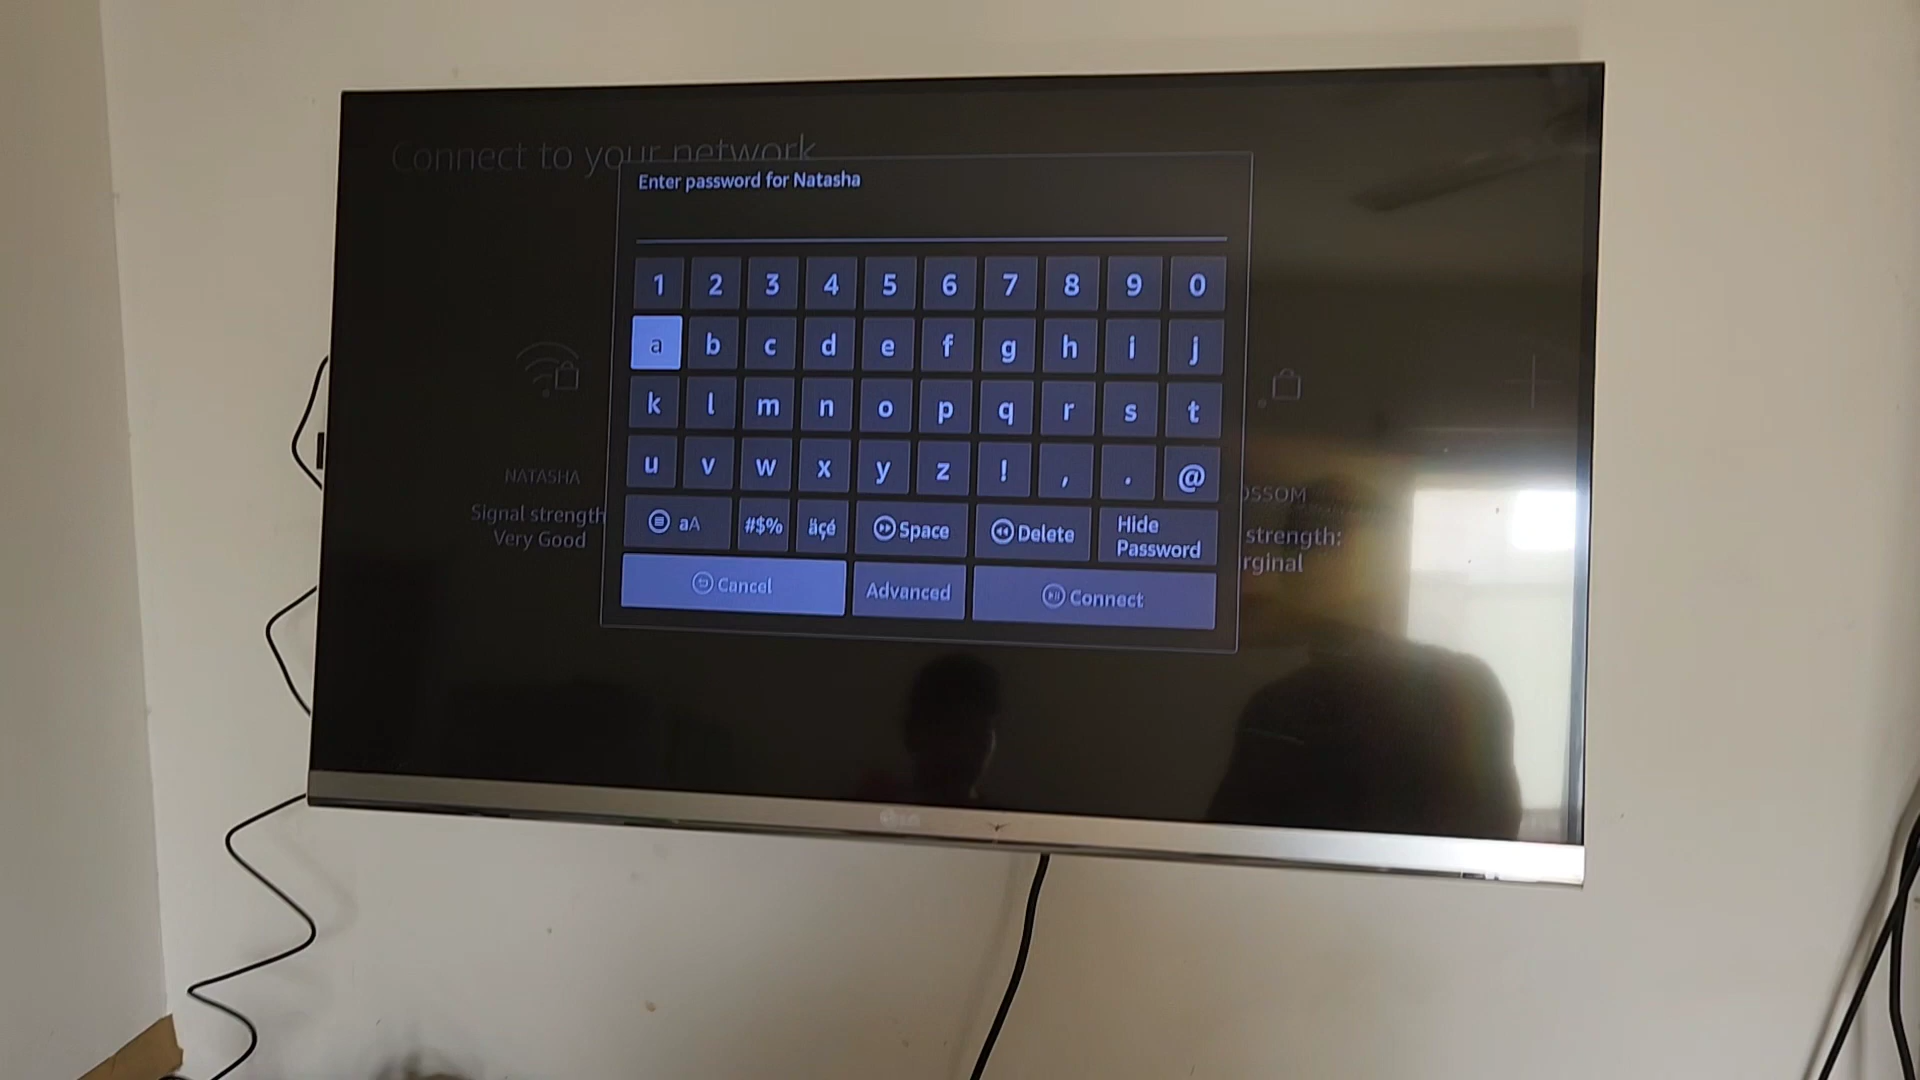 Connect to your network
Enter password for Natasha
1 2 3 4 5 6 7 8 9 0
a b c d e f g h i j
k l m n o p q r s t
u v w x y z ! , . @
aA #$% äçé Space Delete Hide Password
Cancel Advanced Connect
NATASHA
Signal strength
Very Good
OSSOM
strength:
rginal